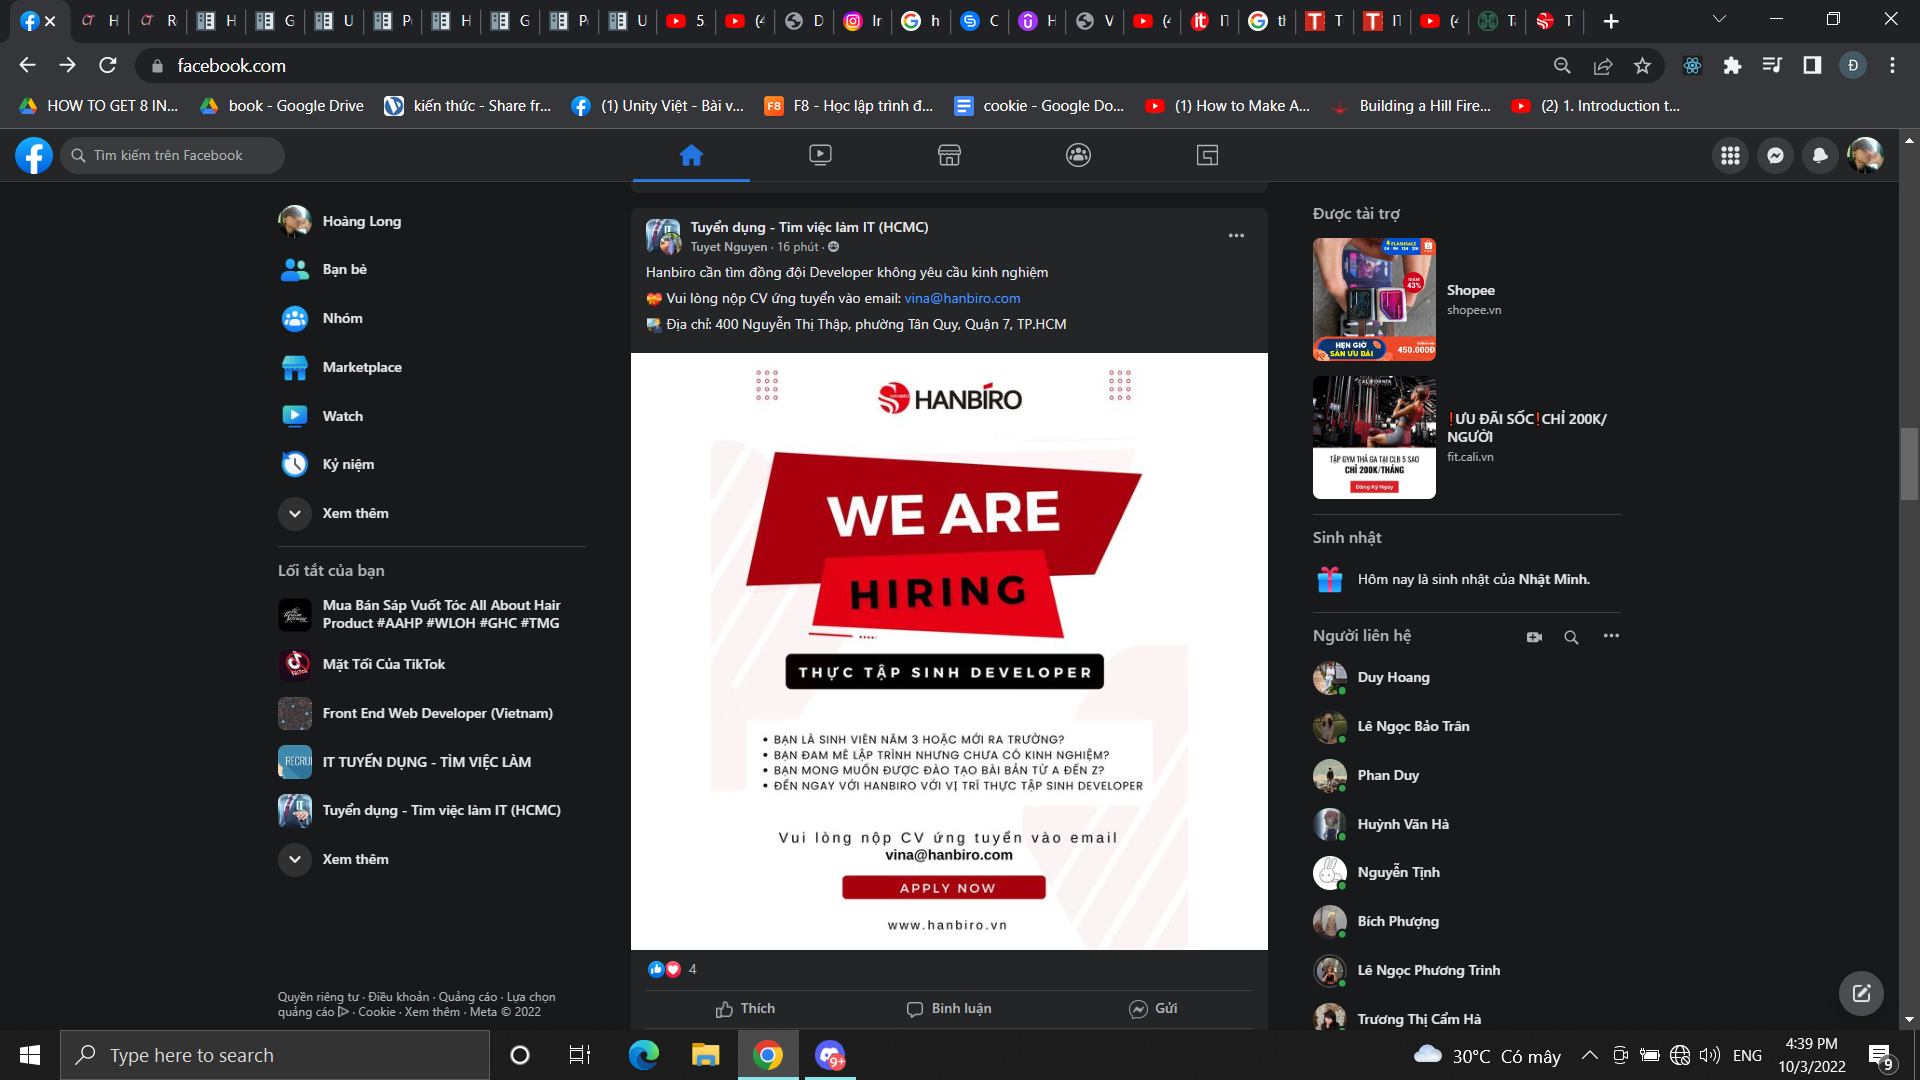 facebook.com
HOW TO GET 8 IN...
book - Google Drive
kiến thức - Share fr...
(1) Unity Việt - Bài v...
F8 - Học lập trình đ...
cookie - Google Do...
(1) How to Make A...
Building a Hill Fire...
(2) 1. Introduction t...
Tìm kiếm trên Facebook
Hoàng Long
Bạn bè
Nhóm
Marketplace
Watch
Kỷ niệm
Xem thêm
Lối tắt của bạn
Mua Bán Sáp Vuốt Tóc All About Hair
Product #AAHP #WLOH #GHC #TMG
Mặt Tối Của TikTok
Front End Web Developer (Vietnam)
IT TUYỂN DỤNG - TÌM VIỆC LÀM
Tuyển dụng - Tìm việc làm IT (HCMC)
Xem thêm
Quyền riêng tư · Điều khoản · Quảng cáo · Lựa chọn
quảng cáo · Cookie · Xem thêm · Meta © 2022
Tuyển dụng - Tìm việc làm IT (HCMC)
Tuyet Nguyen · 16 phút ·
Hanbiro cần tìm đồng đội Developer không yêu cầu kinh nghiệm
Vui lòng nộp CV ứng tuyển vào email: vina@hanbiro.com
Địa chỉ: 400 Nguyễn Thị Thập, phường Tân Quy, Quận 7, TP.HCM
HANBIRO
WE ARE
HIRING
THỰC TẬP SINH DEVELOPER
• BẠN LÀ SINH VIÊN NĂM 3 HOẶC MỚI RA TRƯỜNG?
• BẠN ĐAM MÊ LẬP TRÌNH NHƯNG CHƯA CÓ KINH NGHIỆM?
• BẠN MONG MUỐN ĐƯỢC ĐÀO TẠO BÀI BẢN TỪ A ĐẾN Z?
• ĐẾN NGAY VỚI HANBIRO VỚI VỊ TRÍ THỰC TẬP SINH DEVELOPER
Vui lòng nộp CV ứng tuyển vào email
vina@hanbiro.com
APPLY NOW
www.hanbiro.vn
4
Thích
Bình luận
Gửi
Được tài trợ
FLASHSALE
GIẢM
43%
HẸN GIỜ
SĂN ƯU ĐÃI
450.000Đ
Shopee
shopee.vn
CALIFORNIA
TẬP GYM THẢ GA TẠI CLB 5 SAO
CHỈ 200K/THÁNG
Đăng Ký Ngay
❗ƯU ĐÃI SỐC❗CHỈ 200K/
NGƯỜI
fit.cali.vn
Sinh nhật
Hôm nay là sinh nhật của Nhật Minh.
Người liên hệ
Duy Hoang
Lê Ngọc Bảo Trân
Phan Duy
Huỳnh Văn Hà
Nguyễn Tịnh
Bích Phượng
Lê Ngọc Phương Trinh
Trương Thị Cẩm Hà
Type here to search
9+
30°C Có mây
ENG
4:39 PM
10/3/2022
9